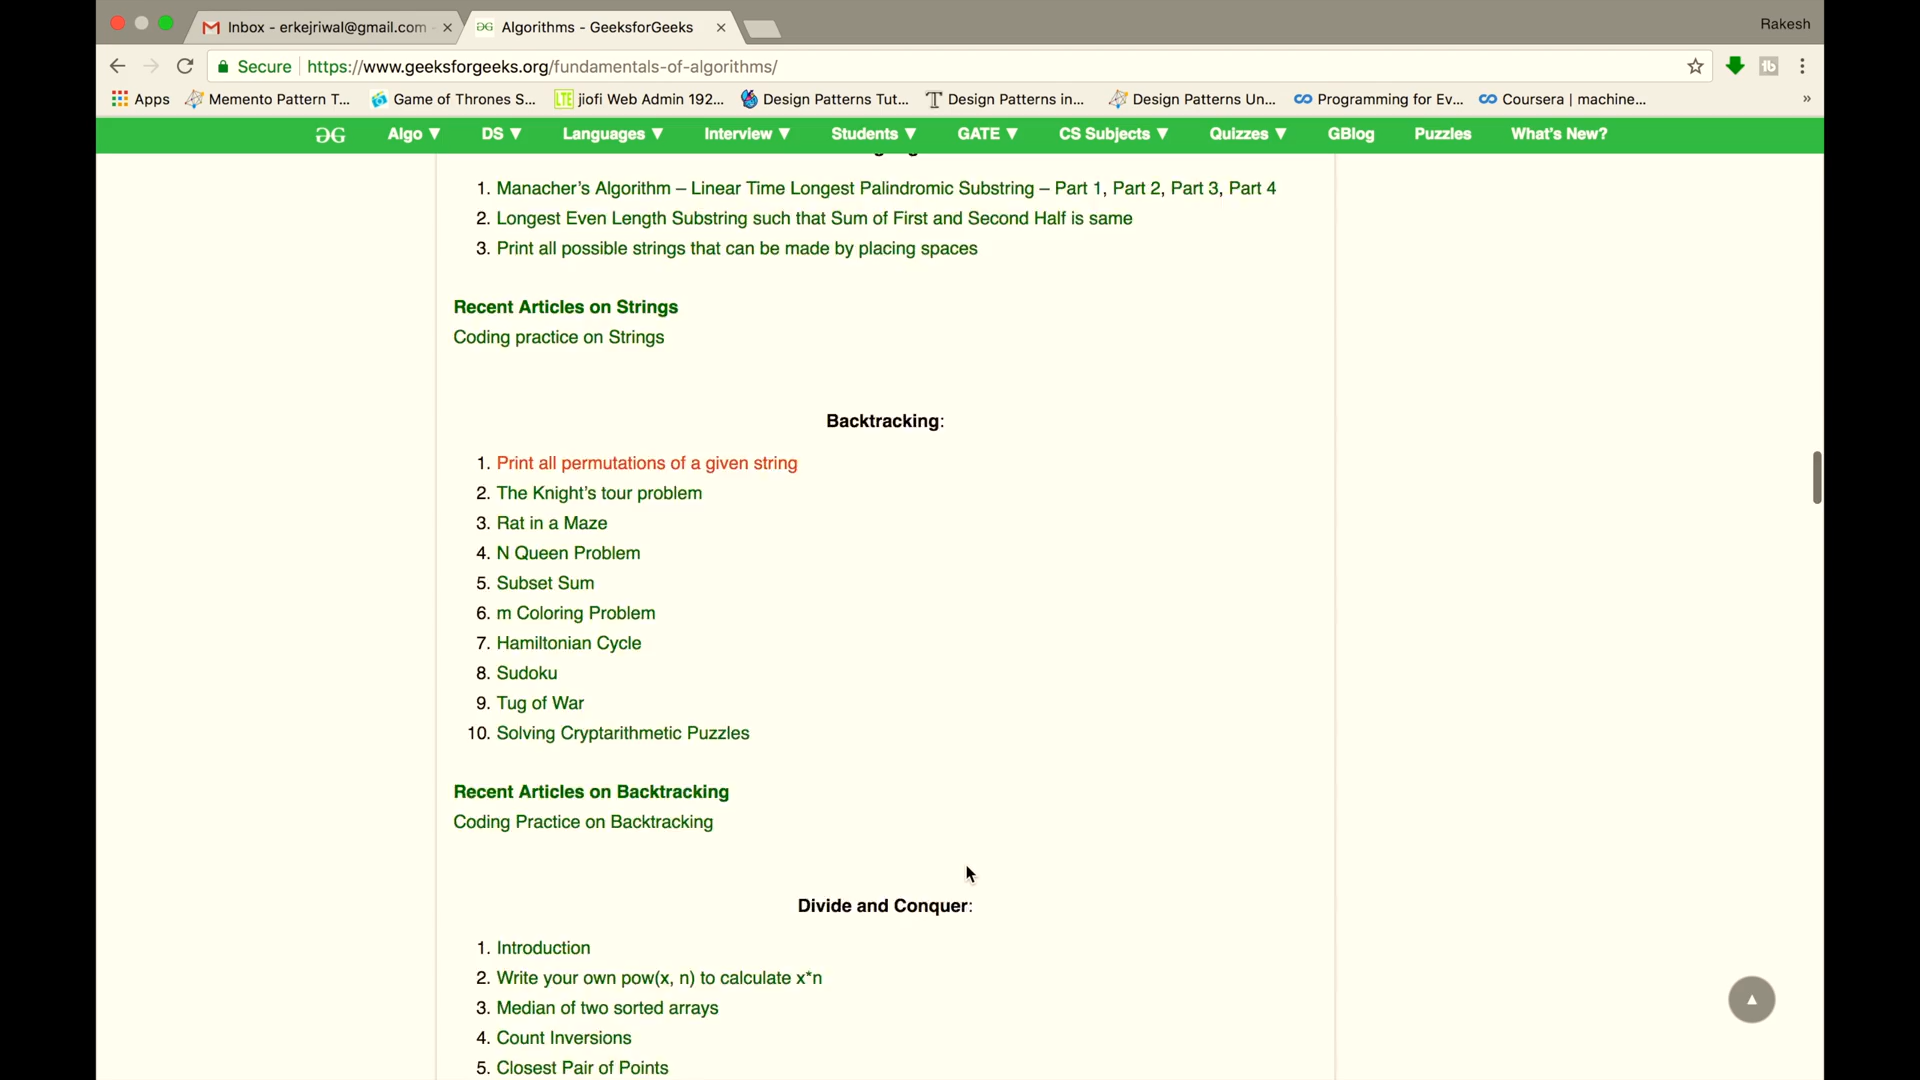 Inbox - erkejriwal@gmail.com
Algorithms - GeeksforGeeks
Rakesh
Secure https://www.geeksforgeeks.org/fundamentals-of-algorithms/
Apps Memento Pattern T... Game of Thrones S... LTE jiofi Web Admin 192... Design Patterns Tut... Design Patterns in... Design Patterns Un... Programming for Ev... Coursera | machine... »
Algo ▼ DS ▼ Languages ▼ Interview ▼ Students ▼ GATE ▼ CS Subjects ▼ Quizzes ▼ GBlog Puzzles What's New?
1. Manacher’s Algorithm – Linear Time Longest Palindromic Substring – Part 1, Part 2, Part 3, Part 4
2. Longest Even Length Substring such that Sum of First and Second Half is same
3. Print all possible strings that can be made by placing spaces
Recent Articles on Strings
Coding practice on Strings
Backtracking:
1. Print all permutations of a given string
2. The Knight’s tour problem
3. Rat in a Maze
4. N Queen Problem
5. Subset Sum
6. m Coloring Problem
7. Hamiltonian Cycle
8. Sudoku
9. Tug of War
10. Solving Cryptarithmetic Puzzles
Recent Articles on Backtracking
Coding Practice on Backtracking
Divide and Conquer:
1. Introduction
2. Write your own pow(x, n) to calculate x*n
3. Median of two sorted arrays
4. Count Inversions
5. Closest Pair of Points